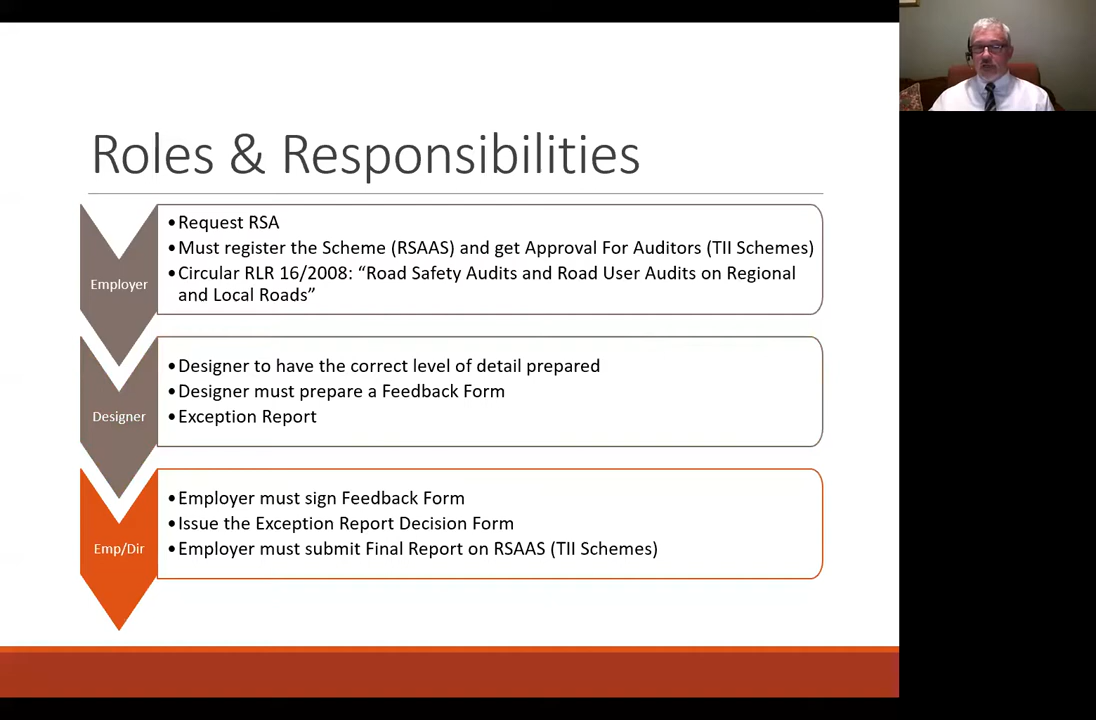 Roles & Responsibilities
Employer
•Request RSA
•Must register the Scheme (RSAAS) and get Approval For Auditors (TII Schemes)
•Circular RLR 16/2008: “Road Safety Audits and Road User Audits on Regional
and Local Roads”
Designer
•Designer to have the correct level of detail prepared
•Designer must prepare a Feedback Form
•Exception Report
Emp/Dir
•Employer must sign Feedback Form
•Issue the Exception Report Decision Form
•Employer must submit Final Report on RSAAS (TII Schemes)